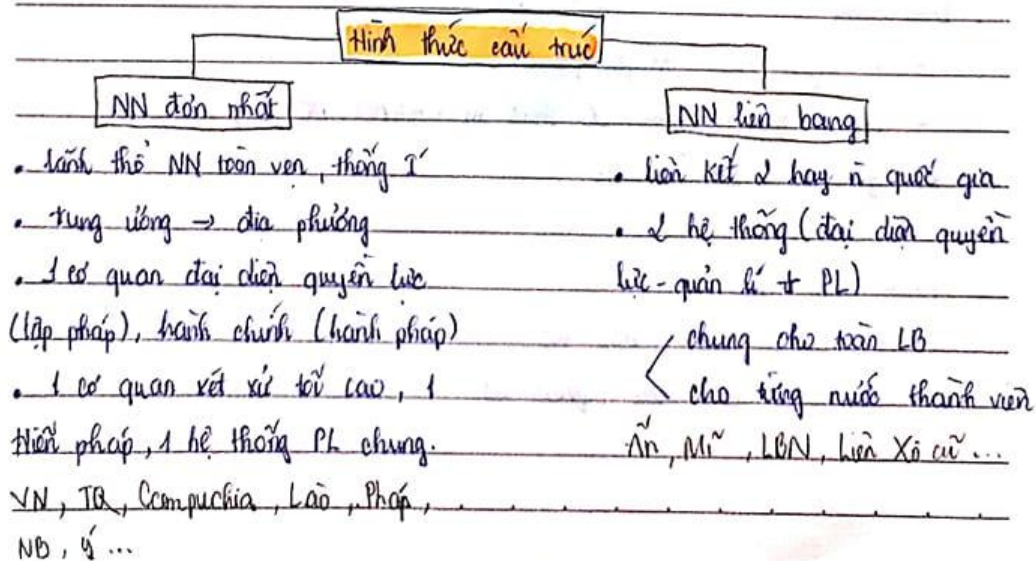 Hình thức cấu trúc
NN đơn nhất
• lãnh thổ NN toàn vẹn, thống I
• trung ương → địa phương
• 1 cơ quan đại diện quyền lực
(lập pháp), hành chính (hành pháp)
• 1 cơ quan xét xử tối cao, 1
Hiến pháp, 1 hệ thống PL chung.
VN, TQ, Campuchia, Lào, Pháp,
NB, Ý...
NN liên bang
• liên kết 2 hay n quốc gia
• 2 hệ thống (đại diện quyền
lực - quản lí + PL)
chung cho toàn LB
cho từng nước thành viên
Ấn, Mĩ, LBN, Liên Xô cũ...